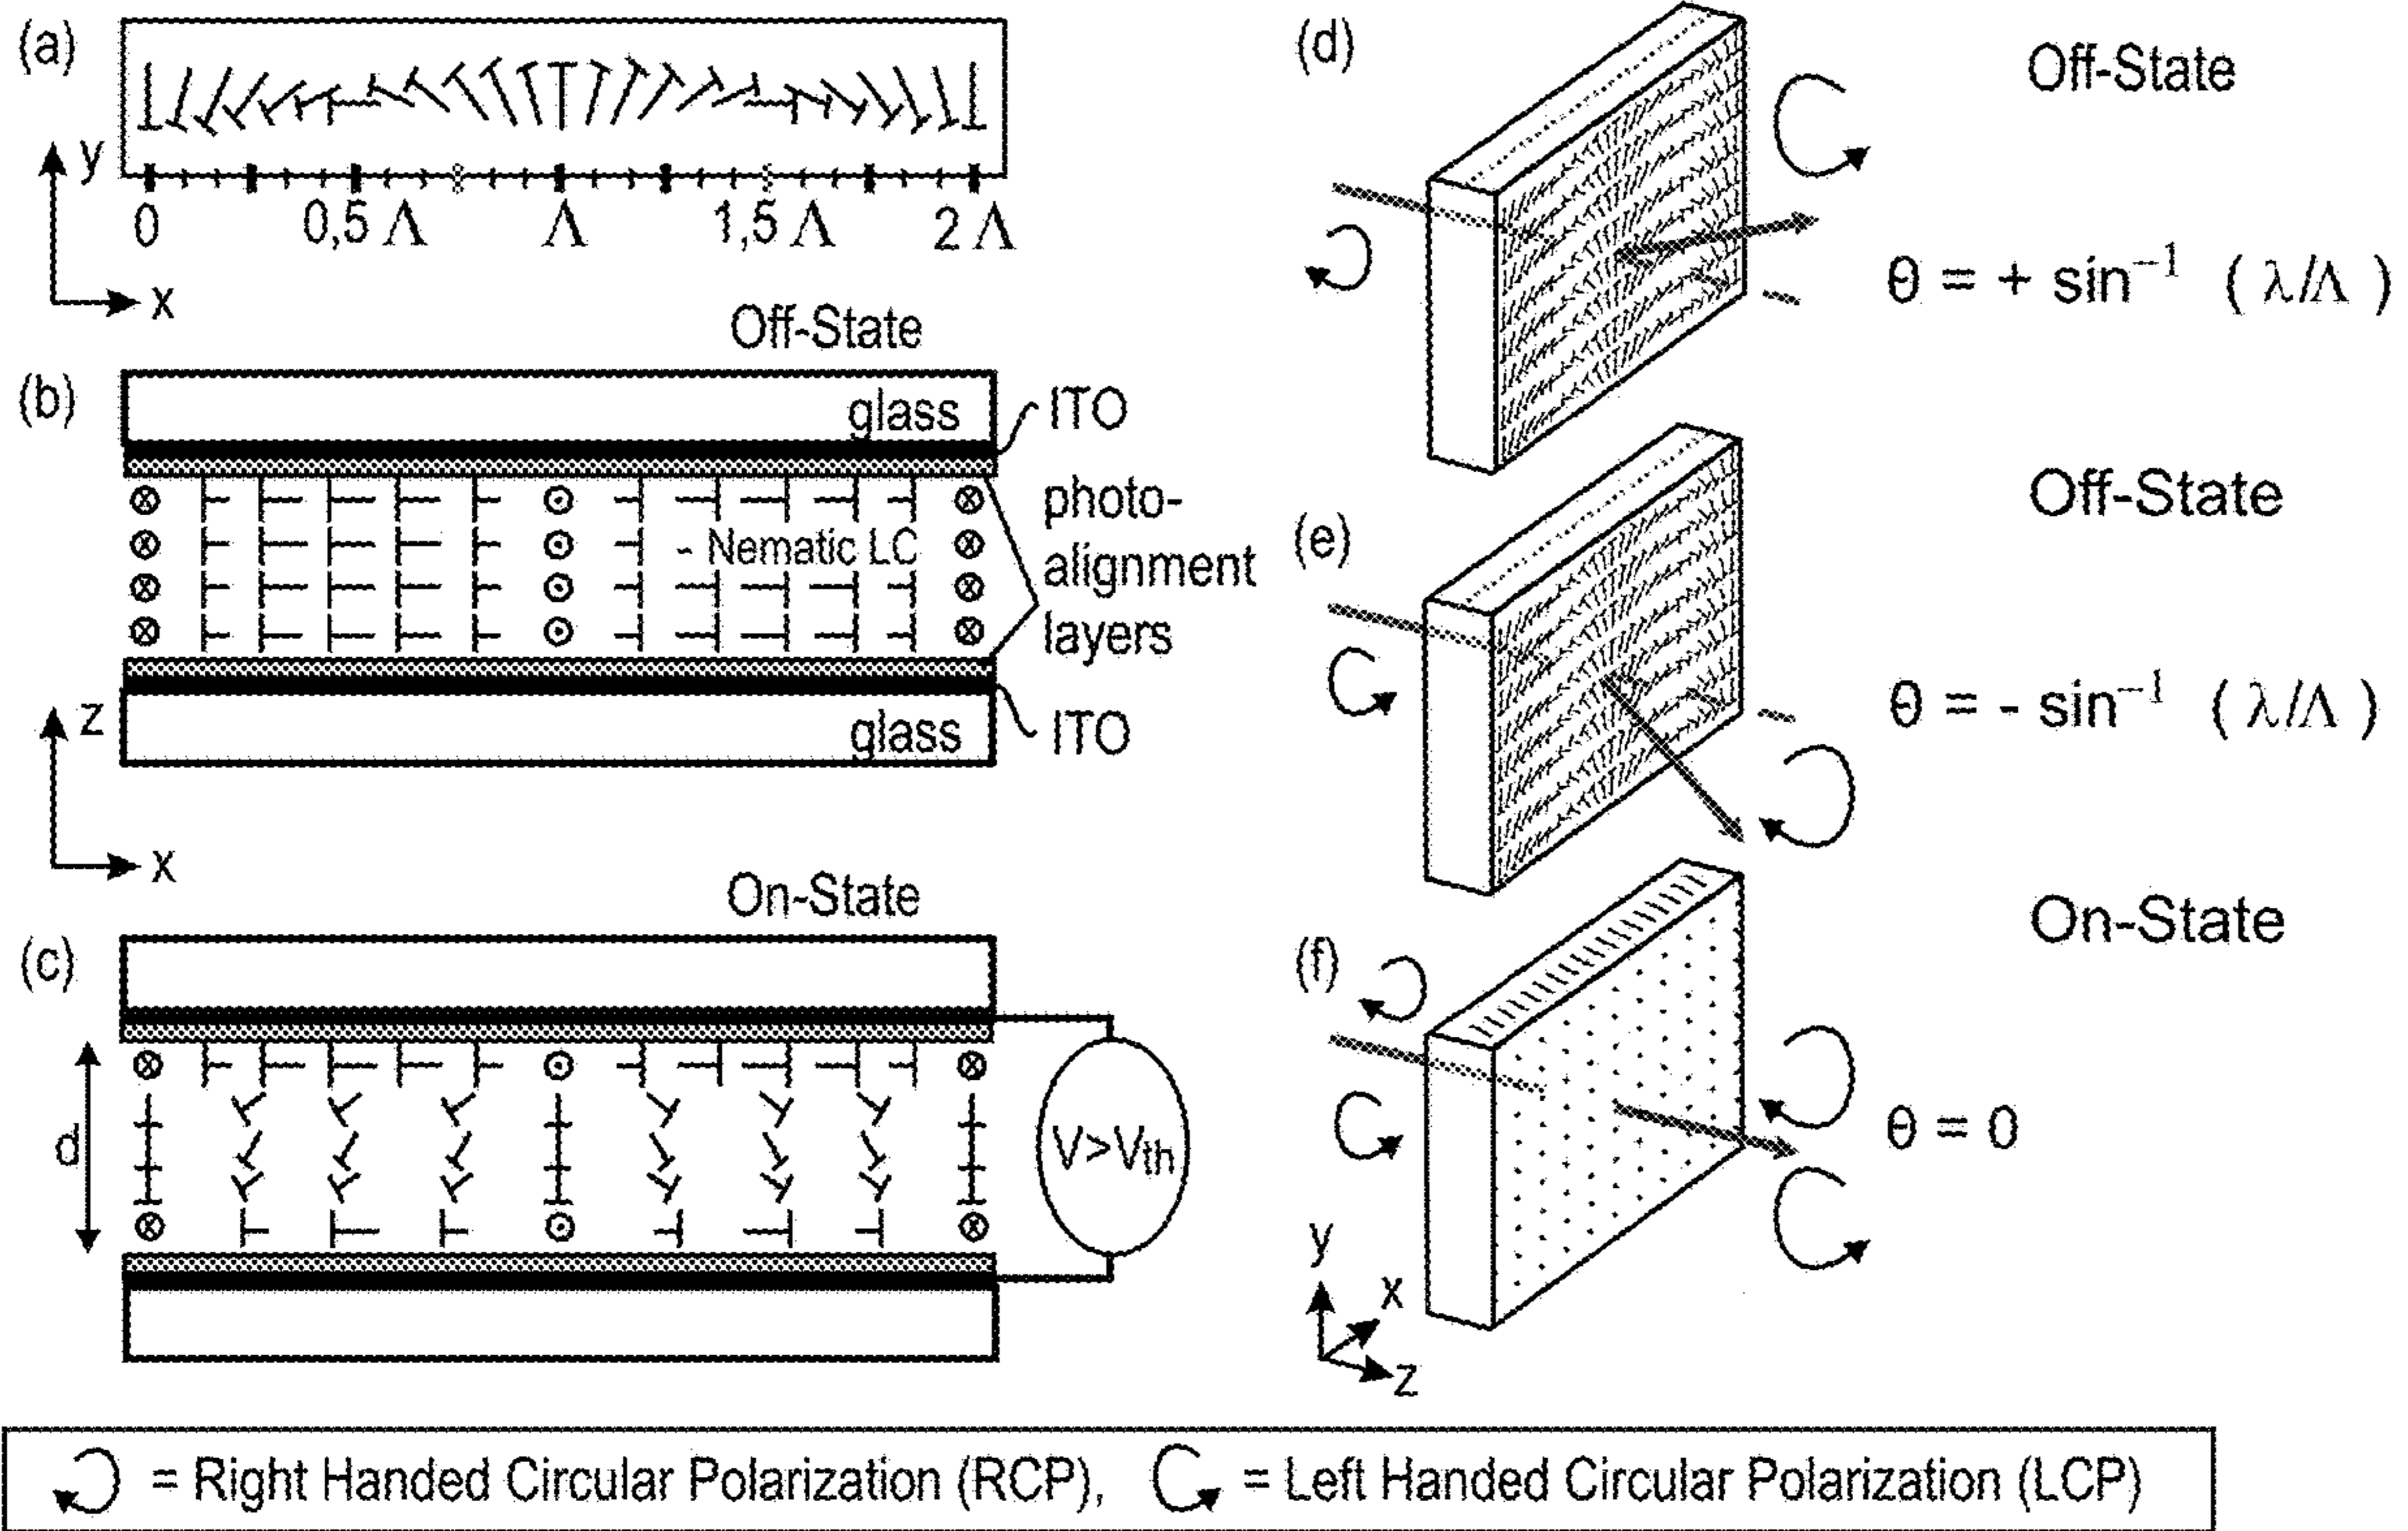 (a)
y
0 0,5 Λ Λ 1,5 Λ 2 Λ
x
Off-State
(b)
glass
ITO
photo-
alignment
layers
Nematic LC
z
glass
ITO
x
On-State
(c)
d
V>Vth
(d)
Off-State
θ = + sin⁻¹ ( λ/Λ )
(e)
Off-State
θ = - sin⁻¹ ( λ/Λ )
(f)
On-State
θ = 0
y
x
z
= Right Handed Circular Polarization (RCP), = Left Handed Circular Polarization (LCP)